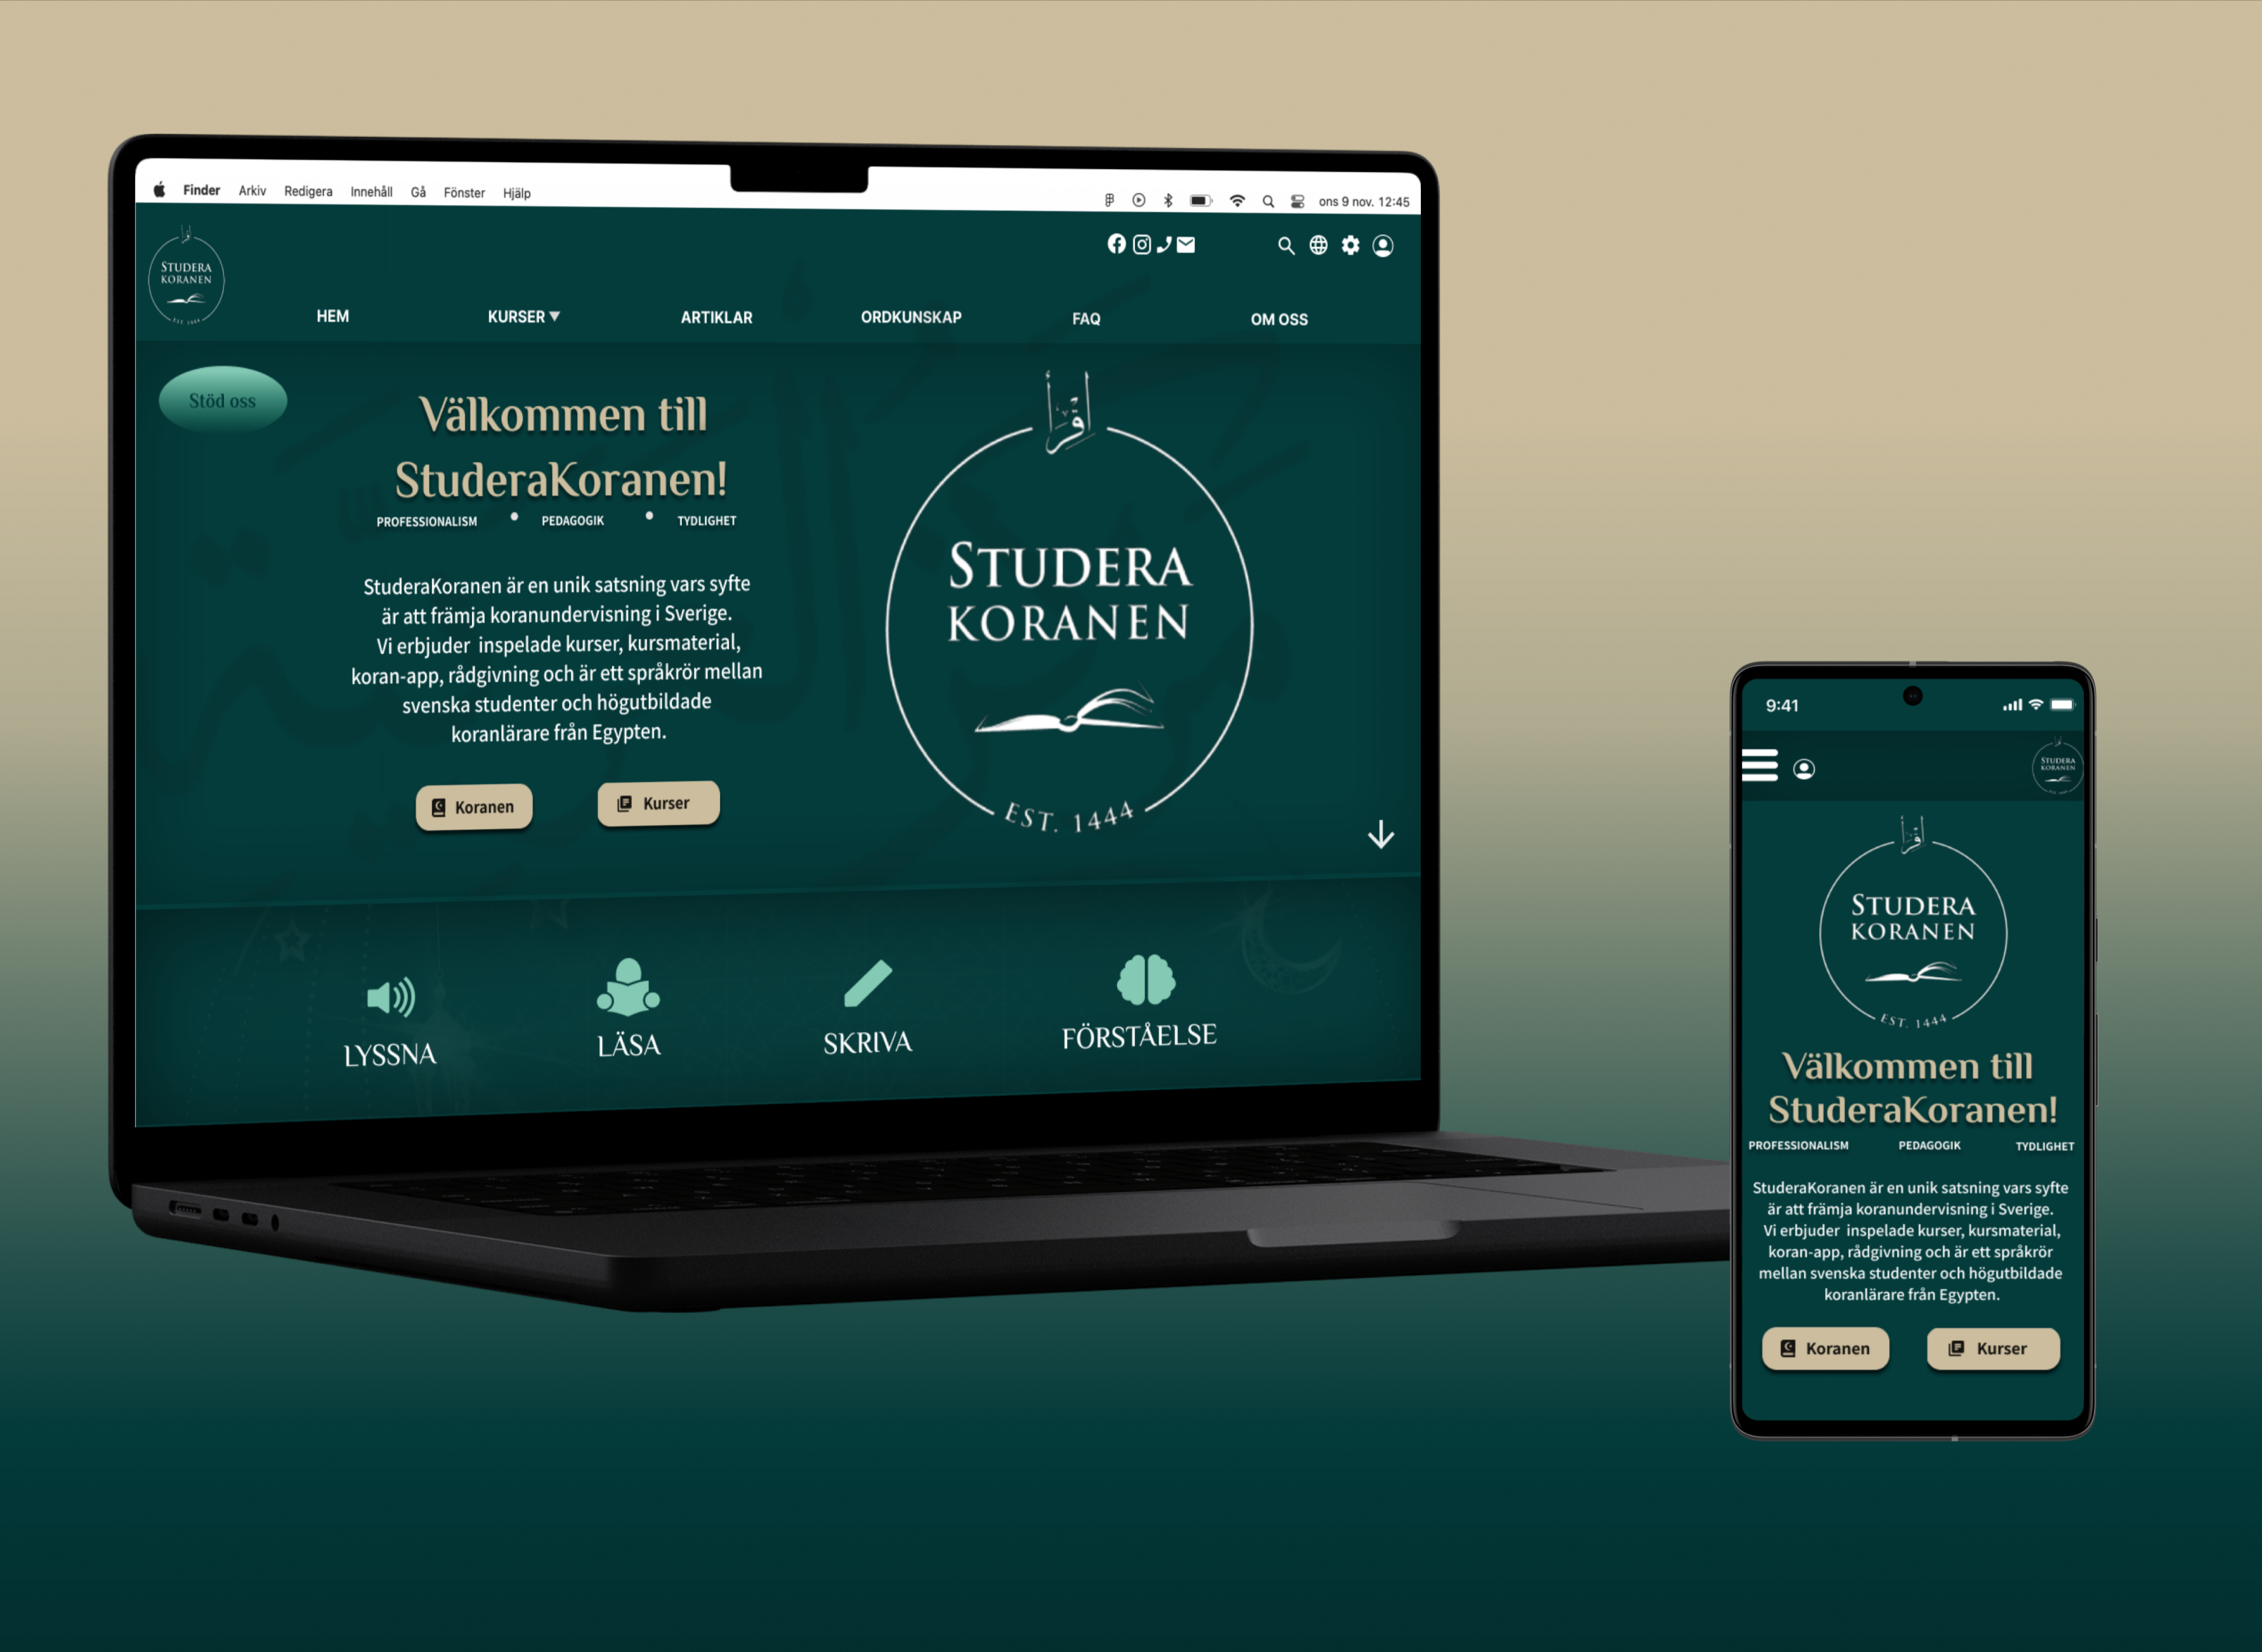 Finder Arkiv Redigera Innehåll Gå Fönster Hjälp
ons 9 nov. 12:45
STUDERA
KORANEN
EST. 1444
HEM KURSER ARTIKLAR ORDKUNSKAP FAQ OM OSS
Stöd oss
Välkommen till
StuderaKoranen!
PROFESSIONALISM • PEDAGOGIK • TYDLIGHET
StuderaKoranen är en unik satsning vars syfte
är att främja koranundervisning i Sverige.
Vi erbjuder inspelade kurser, kursmaterial,
koran-app, rådgivning och är ett språkrör mellan
svenska studenter och högutbildade
koranlärare från Egypten.
Koranen Kurser
اقرأ
STUDERA
KORANEN
EST. 1444
LYSSNA LÄSA SKRIVA FÖRSTÅELSE
9:41
STUDERA
KORANEN
اقرأ
STUDERA
KORANEN
EST. 1444
Välkommen till
StuderaKoranen!
PROFESSIONALISM PEDAGOGIK TYDLIGHET
StuderaKoranen är en unik satsning vars syfte
är att främja koranundervisning i Sverige.
Vi erbjuder inspelade kurser, kursmaterial,
koran-app, rådgivning och är ett språkrör
mellan svenska studenter och högutbildade
koranlärare från Egypten.
Koranen Kurser